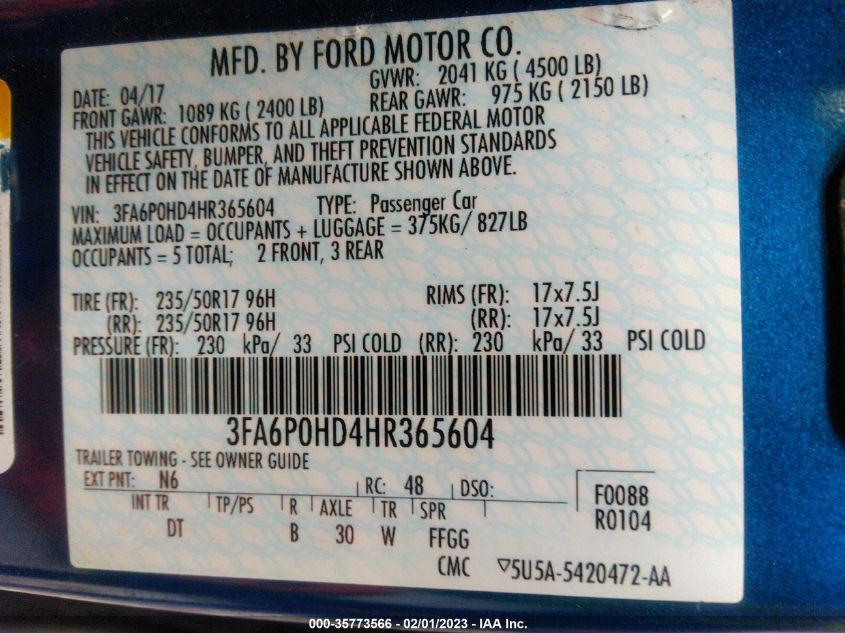 MFD. BY FORD MOTOR CO.
DATE: 04/17 GVWR: 2041 KG ( 4500 LB)
FRONT GAWR: 1089 KG ( 2400 LB) REAR GAWR: 975 KG ( 2150 LB)
THIS VEHICLE CONFORMS TO ALL APPLICABLE FEDERAL MOTOR
VEHICLE SAFETY, BUMPER, AND THEFT PREVENTION STANDARDS
IN EFFECT ON THE DATE OF MANUFACTURE SHOWN ABOVE.
VIN: 3FA6P0HD4HR365604 TYPE: Passenger Car
MAXIMUM LOAD = OCCUPANTS + LUGGAGE = 375KG/ 827LB
OCCUPANTS = 5 TOTAL; 2 FRONT, 3 REAR
TIRE (FR): 235/50R17 96H RIMS (FR): 17x7.5J
(RR): 235/50R17 96H (RR): 17x7.5J
PRESSURE (FR): 230 kPa/ 33 PSI COLD (RR): 230 kPa/ 33 PSI COLD
3FA6P0HD4HR365604
TRAILER TOWING - SEE OWNER GUIDE
EXT PNT: N6 RC: 48 DSO: F0088
INT TR TP/PS R AXLE TR SPR R0104
DT B 30 W FFGG
CMC ▽5U5A-5420472-AA
000-35773566 - 02/01/2023 - IAA Inc.